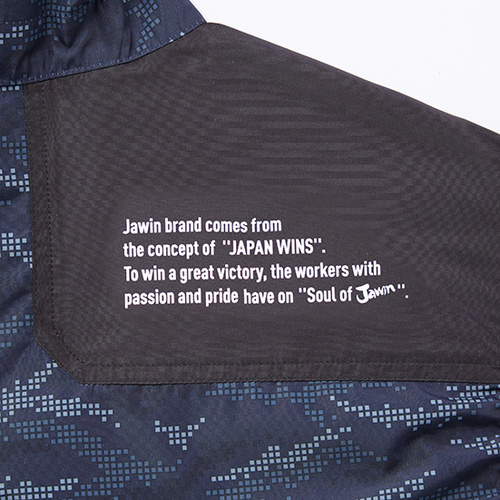 Jawin brand comes from
the concept of "JAPAN WINS".
To win a great victory, the workers with
passion and pride have on "Soul of Jawin".